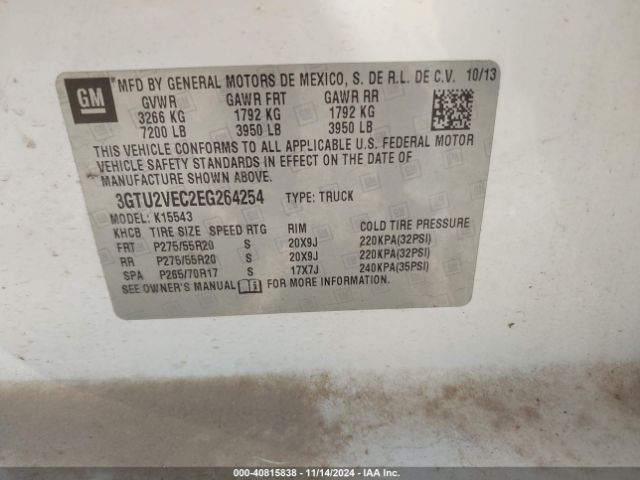 GM
MFD BY GENERAL MOTORS DE MEXICO, S. DE R.L. DE C.V. 10/13
GVWR GAWR FRT GAWR RR
3266 KG 1792 KG 1792 KG
7200 LB 3950 LB 3950 LB
THIS VEHICLE CONFORMS TO ALL APPLICABLE U.S. FEDERAL MOTOR
VEHICLE SAFETY STANDARDS IN EFFECT ON THE DATE OF
MANUFACTURE SHOWN ABOVE.
3GTU2VEC2EG264254 TYPE: TRUCK
MODEL: K15543
KHCB TIRE SIZE SPEED RTG RIM COLD TIRE PRESSURE
FRT P275/55R20 S 20X9J 220KPA(32PSI)
RR P275/55R20 S 20X9J 220KPA(32PSI)
SPA P265/70R17 S 17X7J 240KPA(35PSI)
SEE OWNER'S MANUAL FOR MORE INFORMATION.
000-40815838 - 11/14/2024 - IAA Inc.